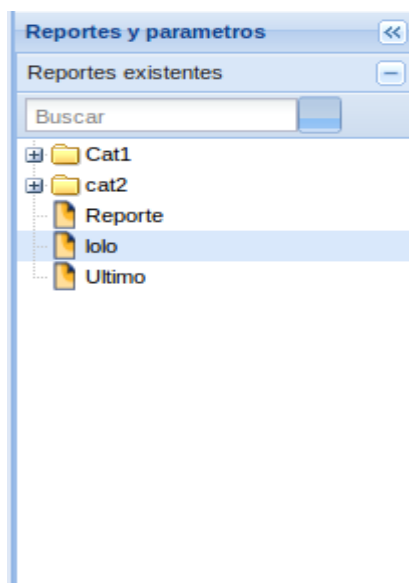 Reportes y parametros
Reportes existentes
Buscar
Cat1
cat2
Reporte
lolo
Ultimo